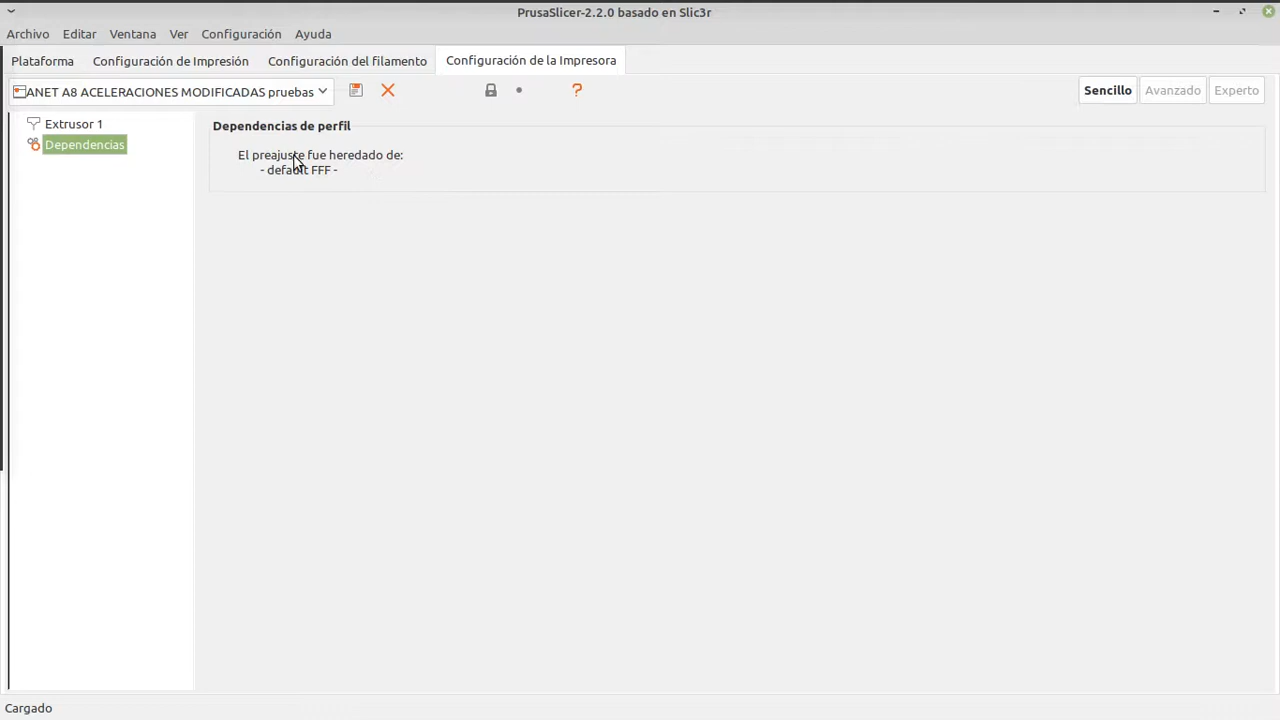 PrusaSlicer-2.2.0 basado en Slic3r
Archivo Editar Ventana Ver Configuración Ayuda
Plataforma Configuración de Impresión Configuración del filamento Configuración de la Impresora
ANET A8 ACELERACIONES MODIFICADAS pruebas ? Sencillo Avanzado Experto
Extrusor 1
Dependencias
Dependencias de perfil
El preajuste fue heredado de:
- default FFF -
Cargado